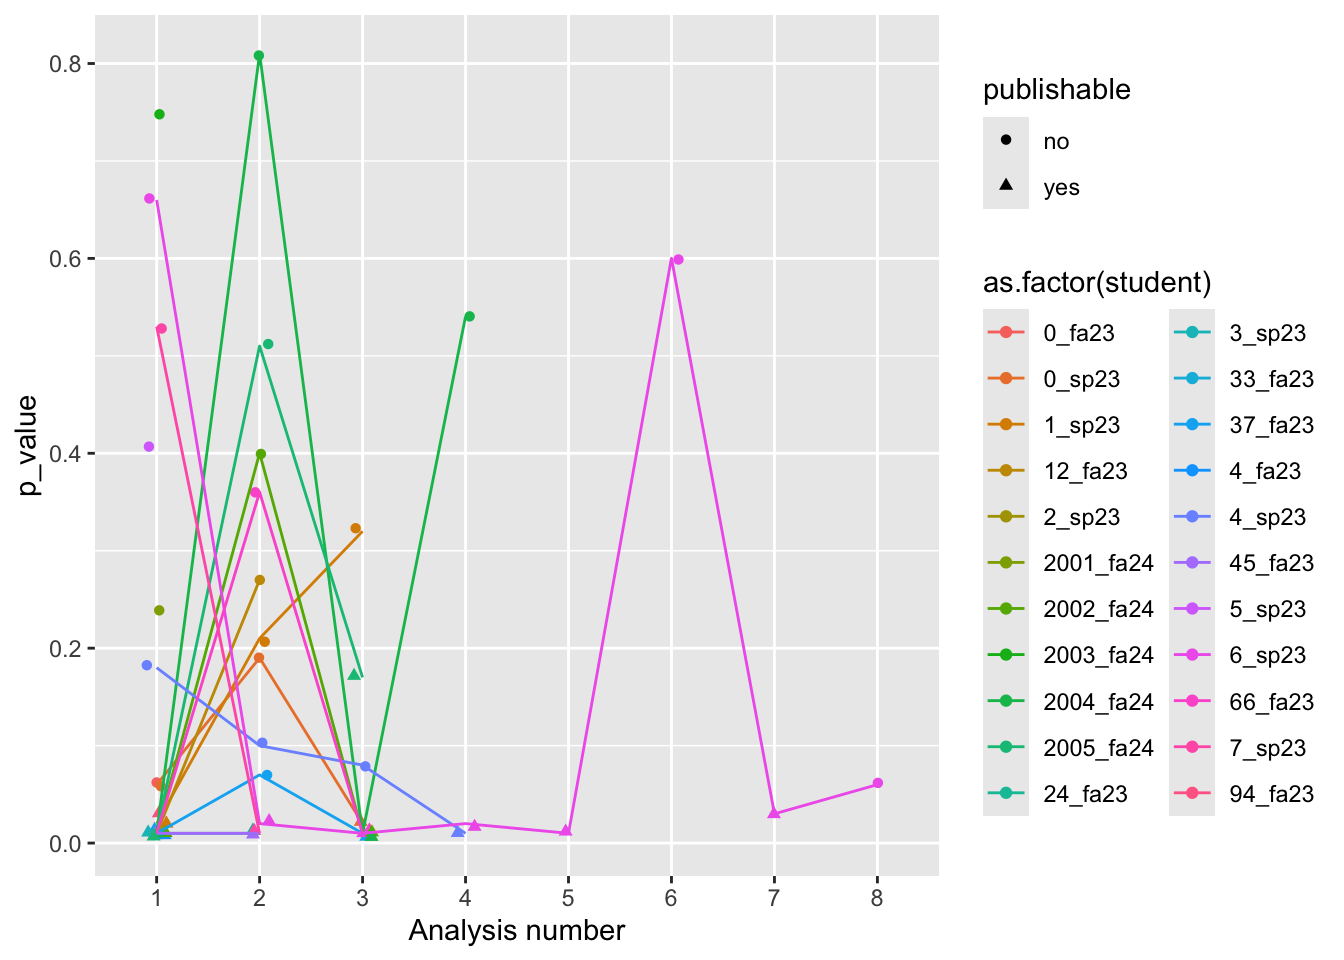 0.8
0.6
0.4
0.2
0.0
p_value
1 2 3 4 5 6 7 8
Analysis number
publishable
no
yes
as.factor(student)
0_fa23 3_sp23
0_sp23 33_fa23
1_sp23 37_fa23
12_fa23 4_fa23
2_sp23 4_sp23
2001_fa24 45_fa23
2002_fa24 5_sp23
2003_fa24 6_sp23
2004_fa24 66_fa23
2005_fa24 7_sp23
24_fa23 94_fa23